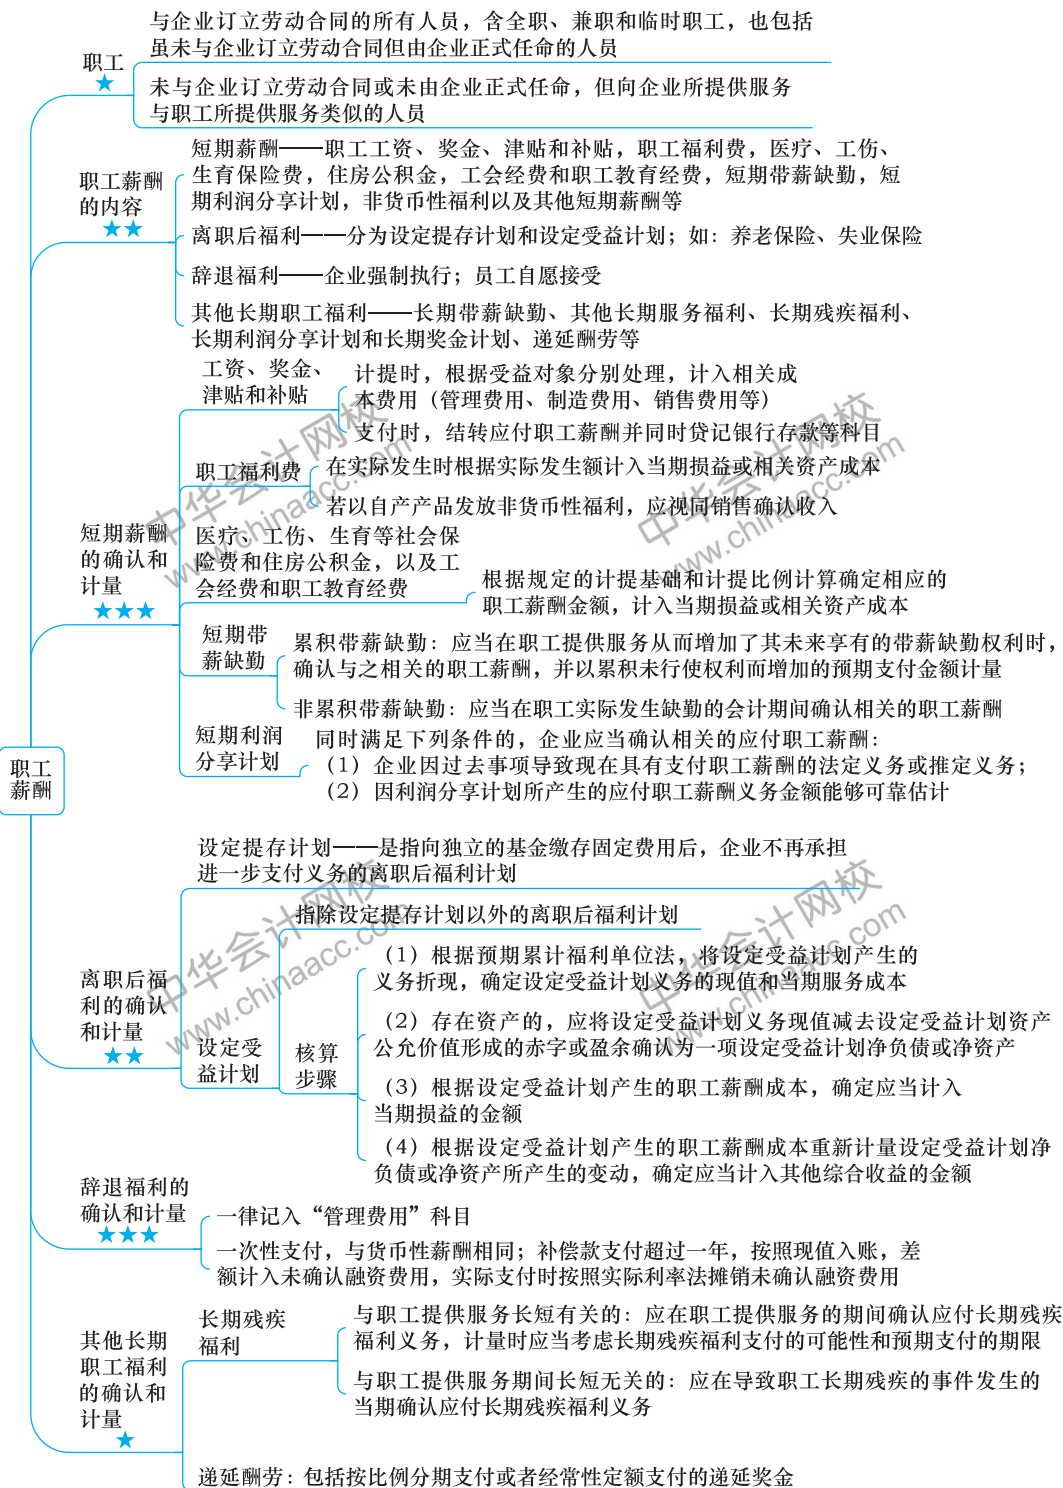 职工薪酬
职工
★
与企业订立劳动合同的所有人员，含全职、兼职和临时职工，也包括
虽未与企业订立劳动合同但由企业正式任命的人员
未与企业订立劳动合同或未由企业正式任命，但向企业所提供服务
与职工所提供服务类似的人员
职工薪酬
的内容
★★
短期薪酬——职工工资、奖金、津贴和补贴，职工福利费，医疗、工伤、
生育保险费，住房公积金，工会经费和职工教育经费，短期带薪缺勤，短
期利润分享计划，非货币性福利以及其他短期薪酬等
离职后福利——分为设定提存计划和设定受益计划；如：养老保险、失业保险
辞退福利——企业强制执行；员工自愿接受
其他长期职工福利——长期带薪缺勤、其他长期服务福利、长期残疾福利、
长期利润分享计划和长期奖金计划、递延酬劳等
短期薪酬
的确认和
计量
★★★
工资、奖金、
津贴和补贴
计提时，根据受益对象分别处理，计入相关成
本费用（管理费用、制造费用、销售费用等）
支付时，结转应付职工薪酬并同时贷记银行存款等科目
职工福利费
在实际发生时根据实际发生额计入当期损益或相关资产成本
若以自产产品发放非货币性福利，应视同销售确认收入
医疗、工伤、生育等社会保
险费和住房公积金，以及工
会经费和职工教育经费
根据规定的计提基础和计提比例计算确定相应的
职工薪酬金额，计入当期损益或相关资产成本
短期带
薪缺勤
累积带薪缺勤：应当在职工提供服务从而增加了其未来享有的带薪缺勤权利时，
确认与之相关的职工薪酬，并以累积未行使权利而增加的预期支付金额计量
非累积带薪缺勤：应当在职工实际发生缺勤的会计期间确认相关的职工薪酬
短期利润
分享计划
同时满足下列条件的，企业应当确认相关的应付职工薪酬：
（1）企业因过去事项导致现在具有支付职工薪酬的法定义务或推定义务；
（2）因利润分享计划所产生的应付职工薪酬义务金额能够可靠估计
离职后福
利的确认
和计量
★★
设定提存计划——是指向独立的基金缴存固定费用后，企业不再承担
进一步支付义务的离职后福利计划
设定受
益计划
指除设定提存计划以外的离职后福利计划
核算
步骤
（1）根据预期累计福利单位法，将设定受益计划产生的
义务折现，确定设定受益计划义务的现值和当期服务成本
（2）存在资产的，应将设定受益计划义务现值减去设定受益计划资产
公允价值形成的赤字或盈余确认为一项设定受益计划净负债或净资产
（3）根据设定受益计划产生的职工薪酬成本，确定应当计入
当期损益的金额
（4）根据设定受益计划产生的职工薪酬成本重新计量设定受益计划净
负债或净资产所产生的变动，确定应当计入其他综合收益的金额
辞退福利的
确认和计量
★★★
一律记入“管理费用”科目
一次性支付，与货币性薪酬相同；补偿款支付超过一年，按照现值入账，差
额计入未确认融资费用，实际支付时按照实际利率法摊销未确认融资费用
其他长期
职工福利
的确认和
计量
★
长期残疾
福利
与职工提供服务长短有关的：应在职工提供服务的期间确认应付长期残疾
福利义务，计量时应当考虑长期残疾福利支付的可能性和预期支付的期限
与职工提供服务期间长短无关的：应在导致职工长期残疾的事件发生的
当期确认应付长期残疾福利义务
递延酬劳：包括按比例分期支付或者经常性定额支付的递延奖金
中华会计网校
www.chinaacc.com
中华会计网校
www.chinaacc.com
中华会计网校
www.chinaacc.com
中华会计网校
www.chinaacc.com